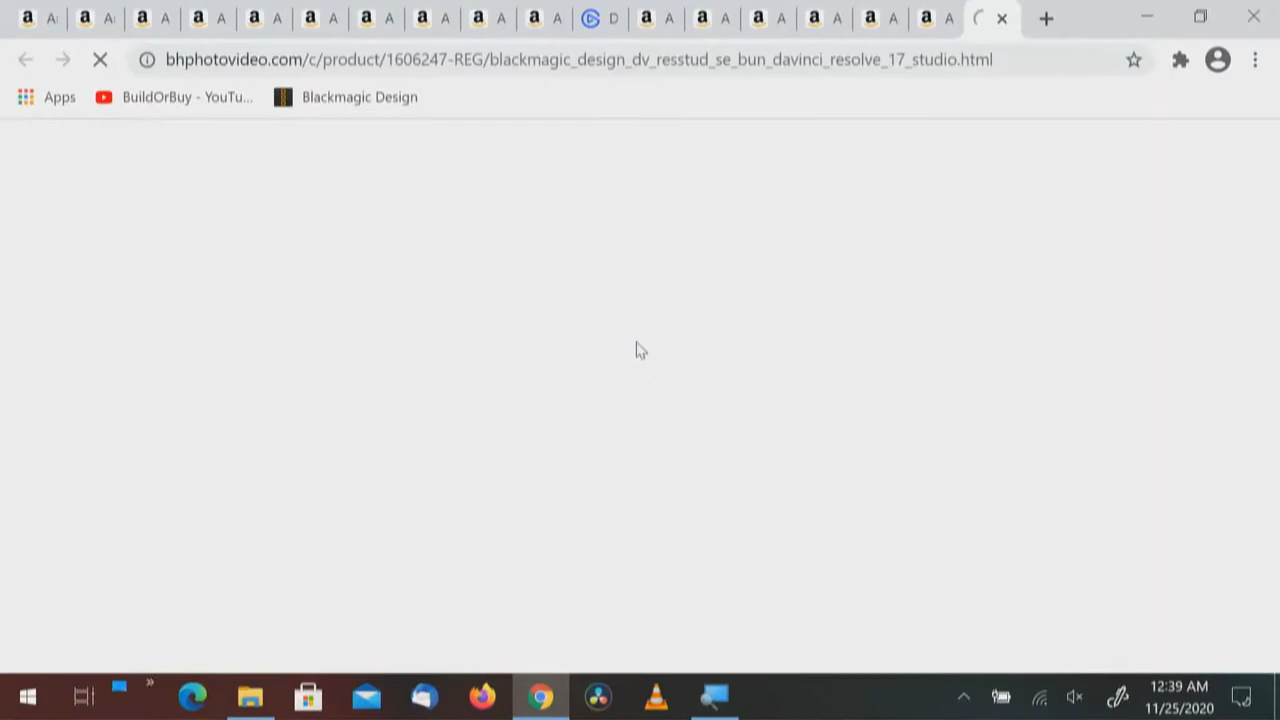 A A A A A A A A A A D A A A A A A
bhphotovideo.com/c/product/1606247-REG/blackmagic_design_dv_resstud_se_bun_davinci_resolve_17_studio.html
Apps BuildOrBuy - YouTu... Blackmagic Design
12:39 AM
11/25/2020